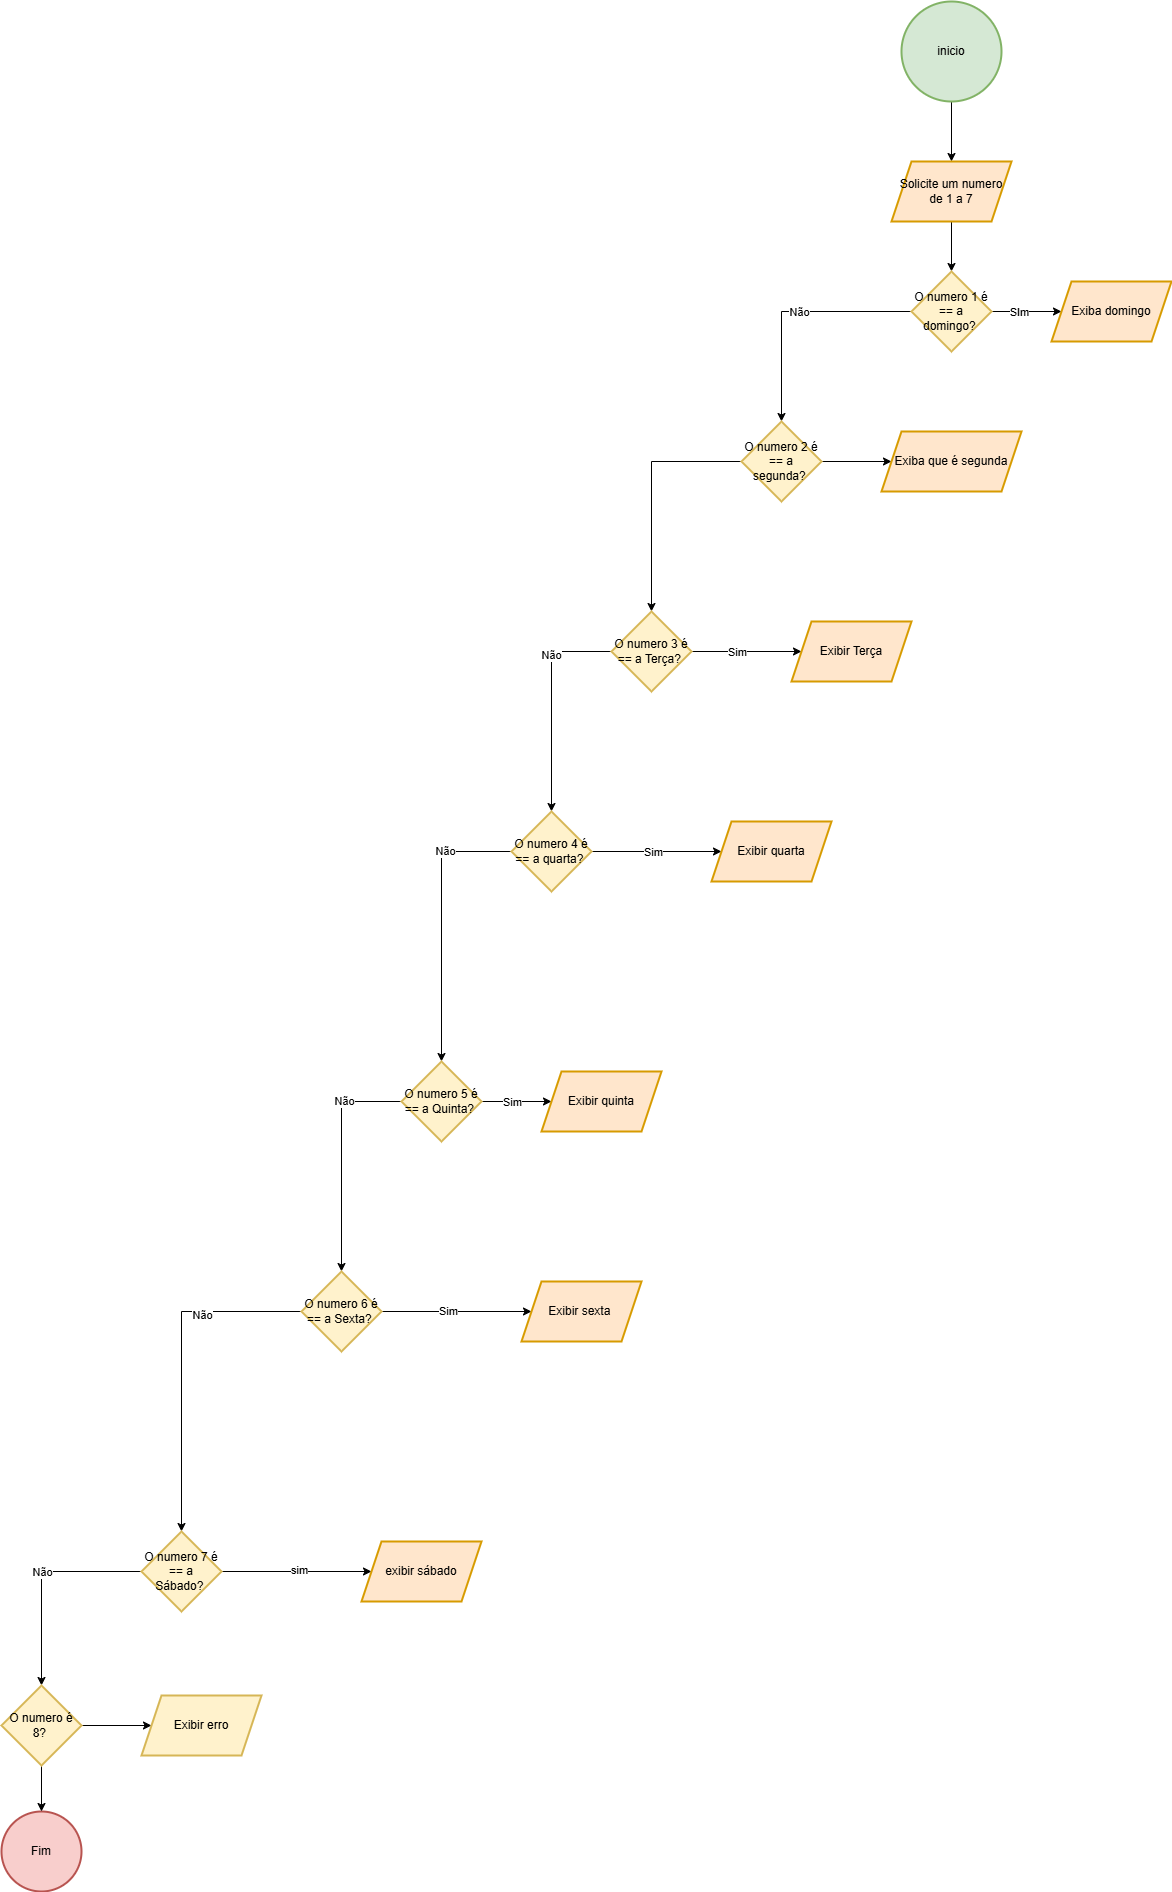 inicio
Solicite um numero
de 1 a 7
O numero 1 é
== a
domingo?
Não
SIm
Exiba domingo
O numero 2 é
== a
segunda?
Exiba que é segunda
O numero 3 é
== a Terça?
Não
Sim
Exibir Terça
O numero 4 é
== a quarta?
Não
Sim
Exibir quarta
O numero 5 é
== a Quinta?
Não
Sim
Exibir quinta
O numero 6 é
== a Sexta?
Não
Sim
Exibir sexta
O numero 7 é
== a
Sábado?
Não
sim
exibir sábado
O numero é
8?
Exibir erro
Fim